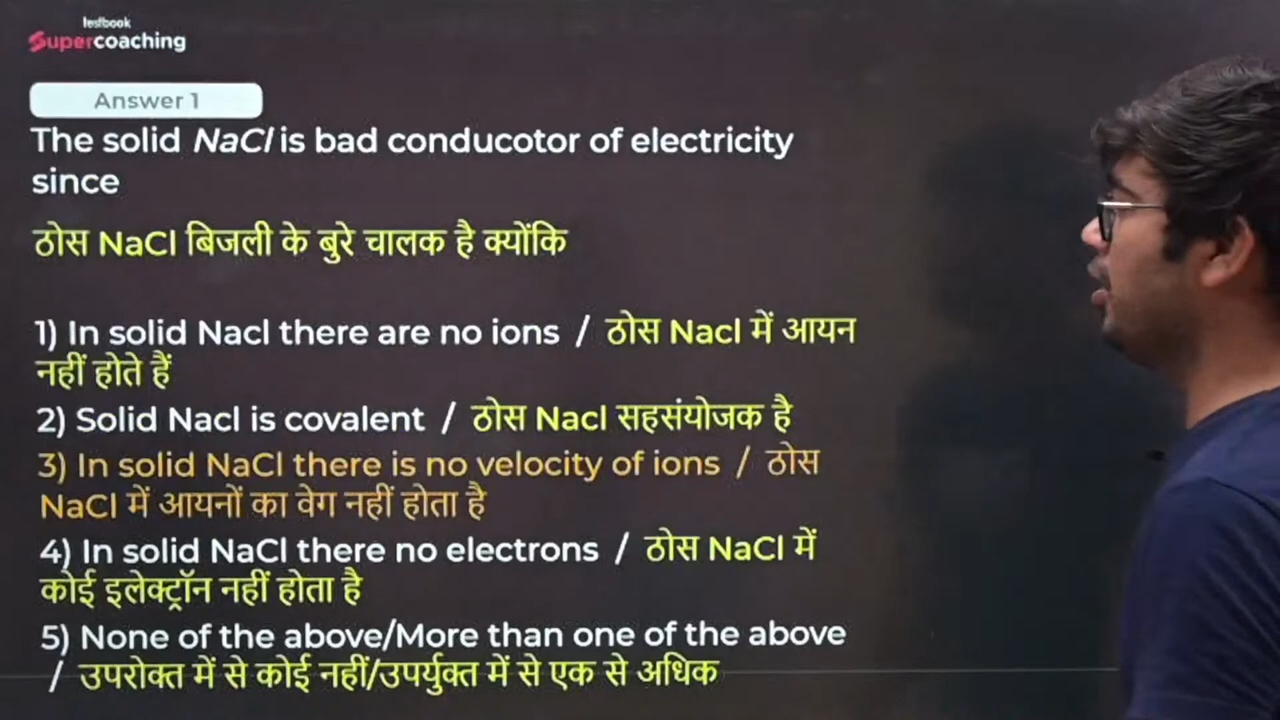 testbook
Supercoaching
Answer 1
The solid NaCl is bad conducotor of electricity
since
ठोस NaCl बिजली के बुरे चालक है क्योंकि
1) In solid Nacl there are no ions / ठोस Nacl में आयन
नहीं होते हैं
2) Solid Nacl is covalent / ठोस Nacl सहसंयोजक है
3) In solid NaCl there is no velocity of ions / ठोस
NaCl में आयनों का वेग नहीं होता है
4) In solid NaCl there no electrons / ठोस NaCl में
कोई इलेक्ट्रॉन नहीं होता है
5) None of the above/More than one of the above
/ उपरोक्त में से कोई नहीं/उपर्युक्त में से एक से अधिक